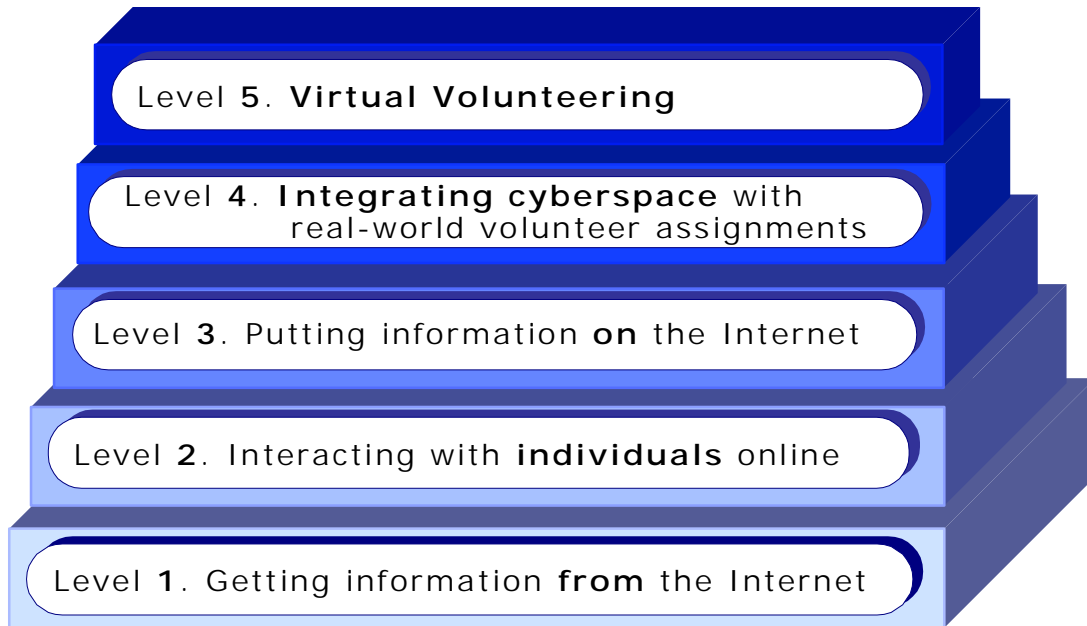 Level 5. Virtual Volunteering
Level 4. Integrating cyberspace with
real-world volunteer assignments
Level 3. Putting information on the Internet
Level 2. Interacting with individuals online
Level 1. Getting information from the Internet